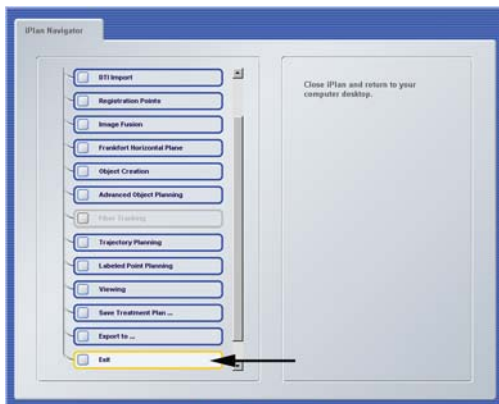 iPlan Navigator
DTI Import
Registration Points
Image Fusion
Frankfort Horizontal Plane
Object Creation
Advanced Object Planning
Fiber Tracking
Trajectory Planning
Labeled Point Planning
Viewing
Save Treatment Plan ...
Export to ...
Exit
Close iPlan and return to your
computer desktop.